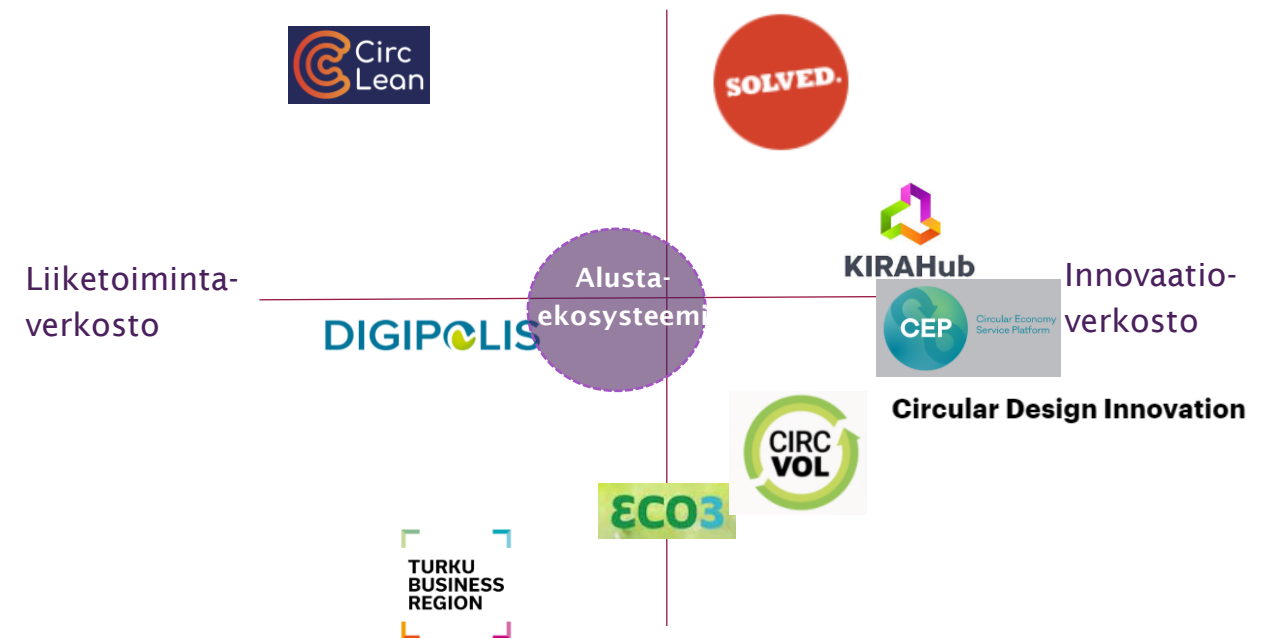 Circ
Lean
SOLVED.
KIRAHub
Liiketoiminta-
verkosto
Alusta-
ekosysteemi
Innovaatio-
verkosto
DIGIPOLIS
CEP
Circular Economy
Service Platform
Circular Design Innovation
CIRC
VOL
ƐCO3
TURKU
BUSINESS
REGION